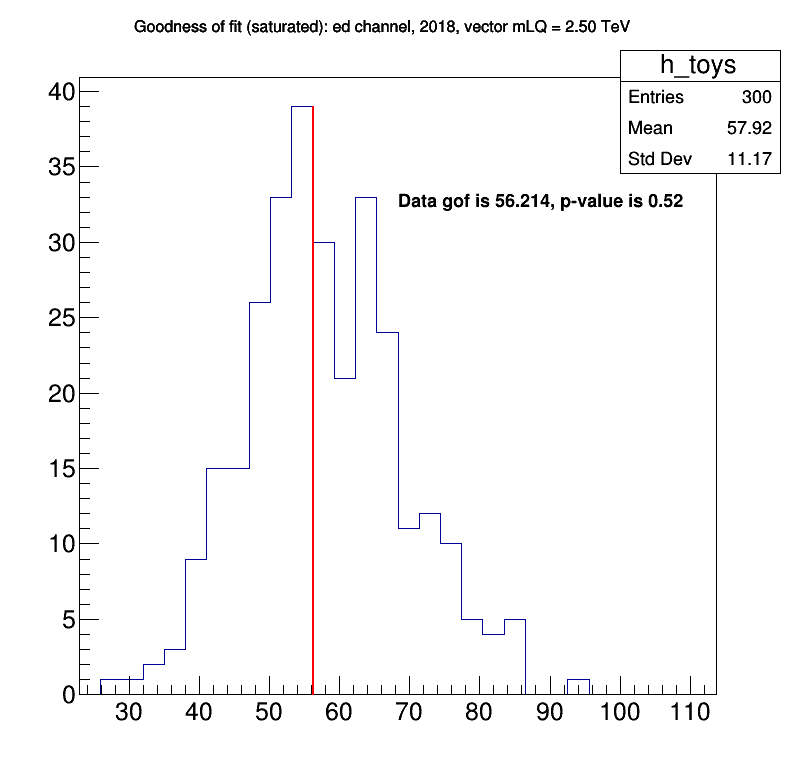 Goodness of fit (saturated): ed channel, 2018, vector mLQ = 2.50 TeV
h_toys
Entries 300
Mean 57.92
Std Dev 11.17
Data gof is 56.214, p-value is 0.52
40
35
30
25
20
15
10
5
0
30 40 50 60 70 80 90 100 110